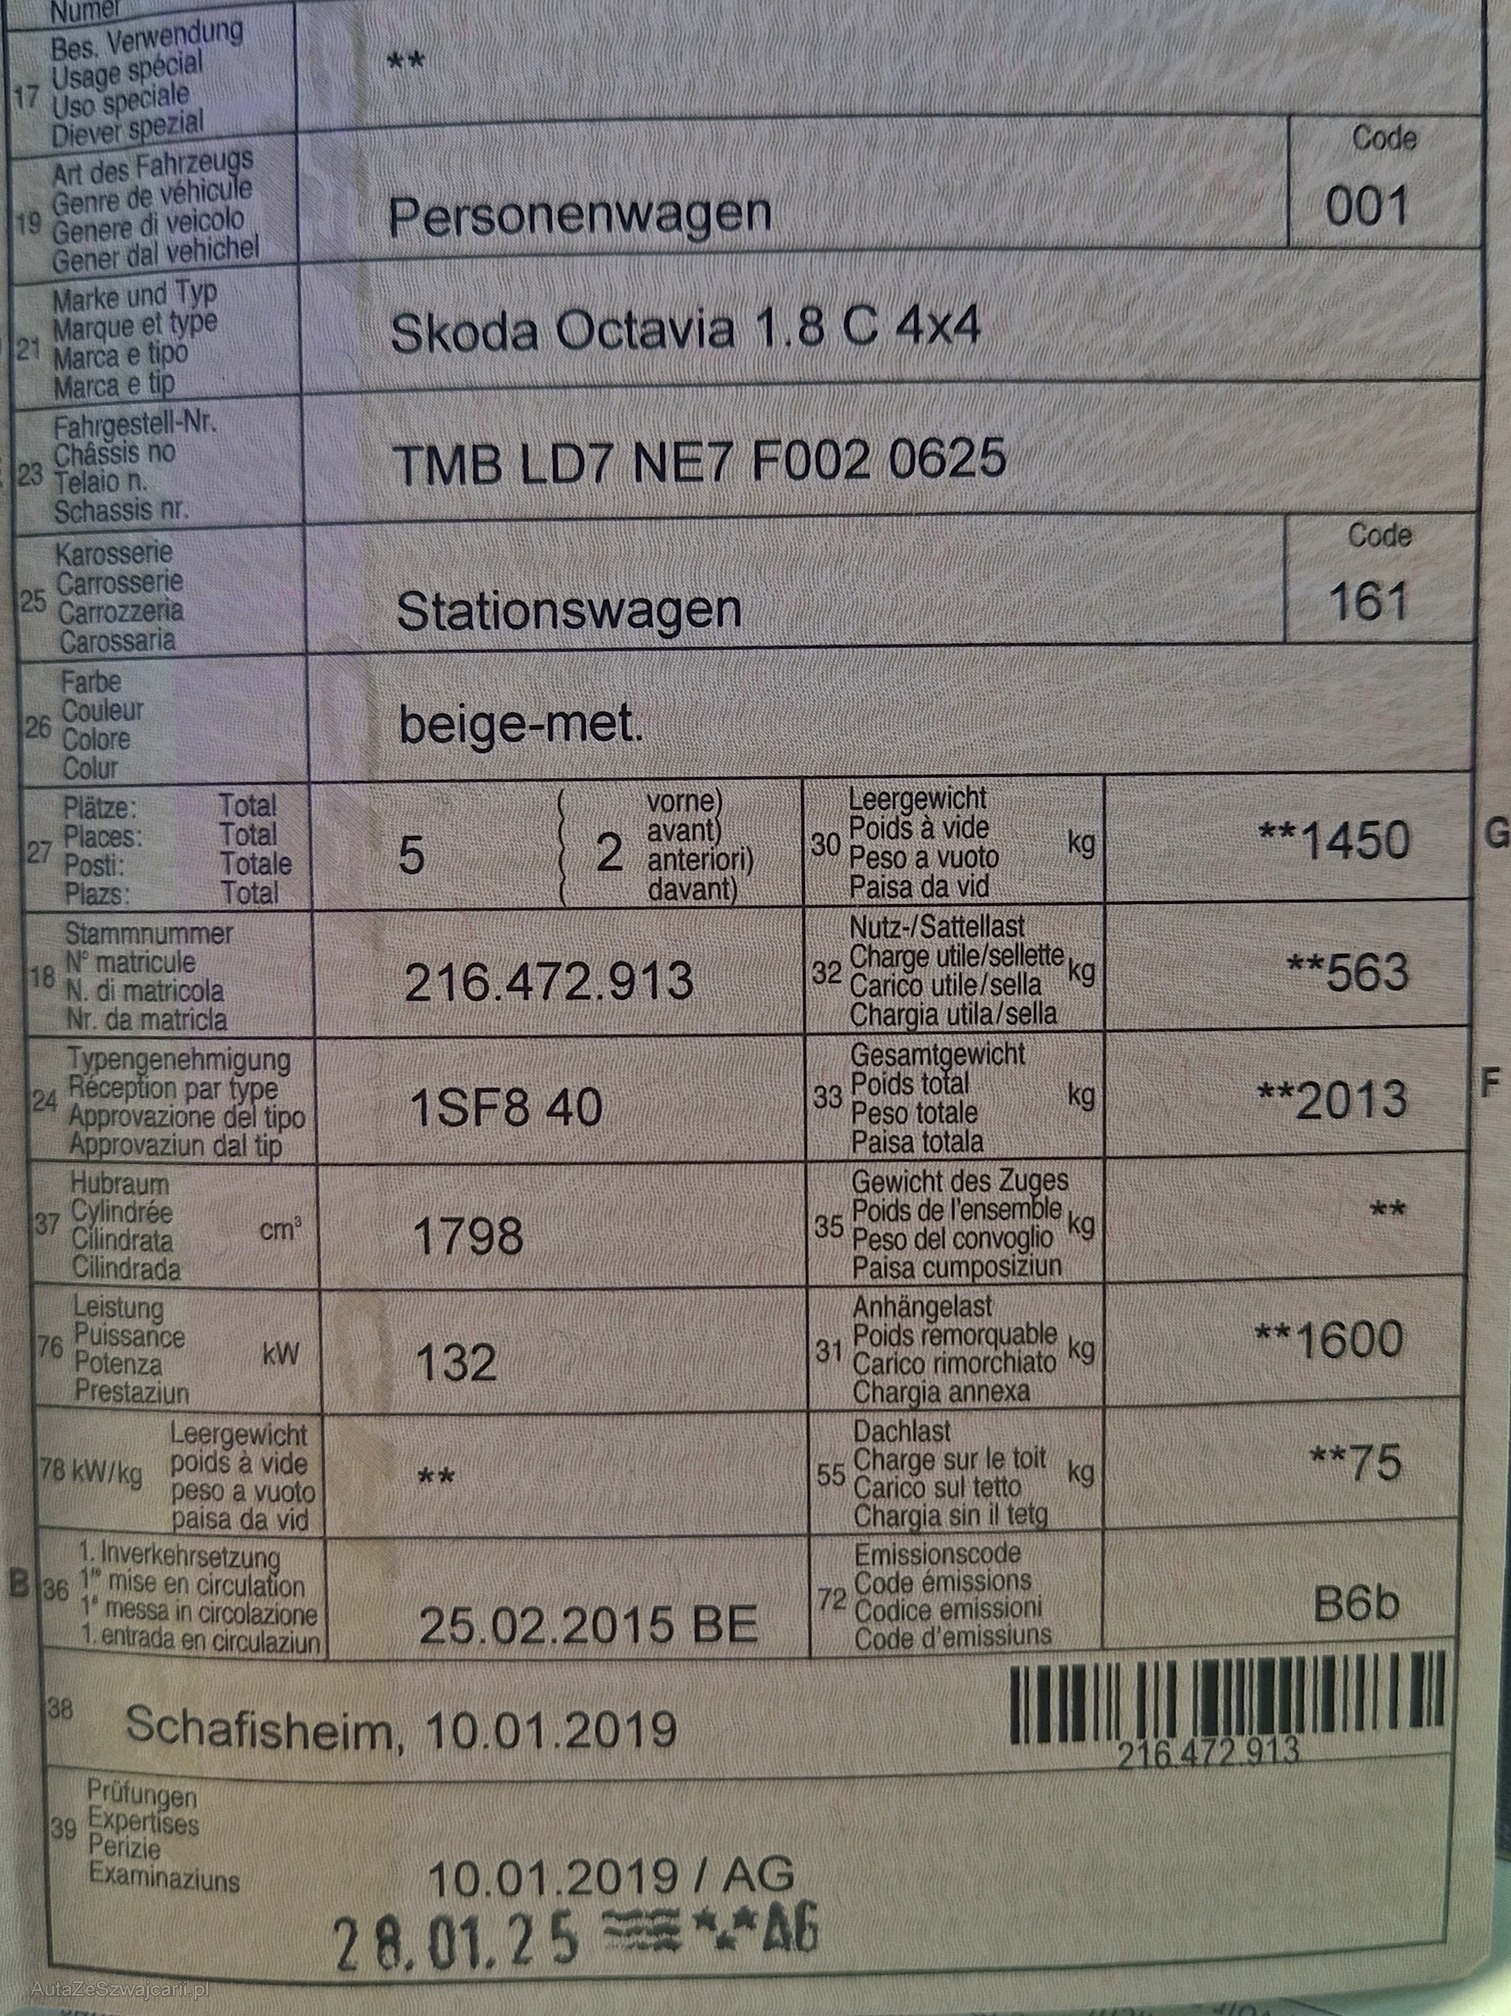 Numer
17 Bes. Verwendung
Usage spécial
Uso speciale
Diever spezial
**
19 Art des Fahrzeugs
Genre de véhicule
Genere di veicolo
Gener dal vehichel
Personenwagen
Code
001
21 Marke und Typ
Marque et type
Marca e tipo
Marca e tip
Skoda Octavia 1.8 C 4x4
23 Fahrgestell-Nr.
Châssis no
Telaio n.
Schassis nr.
TMB LD7 NE7 F002 0625
25 Karosserie
Carrosserie
Carrozzeria
Carossaria
Stationswagen
Code
161
26 Farbe
Couleur
Colore
Colur
beige-met.
27 Plätze: Total
Places: Total
Posti: Totale
Plazs: Total
5 ( 2 vorne)
avant)
anteriori)
davant)
30 Leergewicht
Poids à vide
Peso a vuoto
Paisa da vid
kg
**1450
G
18 Stammnummer
N° matricule
N. di matricola
Nr. da matricla
216.472.913
32 Nutz-/Sattellast
Charge utile/sellette
Carico utile/sella
Chargia utila/sella
kg
**563
24 Typengenehmigung
Réception par type
Approvazione del tipo
Approvaziun dal tip
1SF8 40
33 Gesamtgewicht
Poids total
Peso totale
Paisa totala
kg
**2013
F
37 Hubraum
Cylindrée
Cilindrata
Cilindrada
cm³
1798
35 Gewicht des Zuges
Poids de l'ensemble
Peso del convoglio
Paisa cumposiziun
kg
**
76 Leistung
Puissance
Potenza
Prestaziun
kW
132
31 Anhängelast
Poids remorquable
Carico rimorchiato
Chargia annexa
kg
**1600
78 kW/kg Leergewicht
poids à vide
peso a vuoto
paisa da vid
**
55 Dachlast
Charge sur le toit
Carico sul tetto
Chargia sin il tetg
kg
**75
B 36 1. Inverkehrsetzung
1re mise en circulation
1a messa in circolazione
1. entrada en circulaziun
25.02.2015 BE
72 Emissionscode
Code émissions
Codice emissioni
Code d'emissiuns
B6b
38 Schafisheim, 10.01.2019
216.472.913
39 Prüfungen
Expertises
Perizie
Examinaziuns
10.01.2019 / AG
28.01.25 AG
AutaZeSzwajcarii.pl